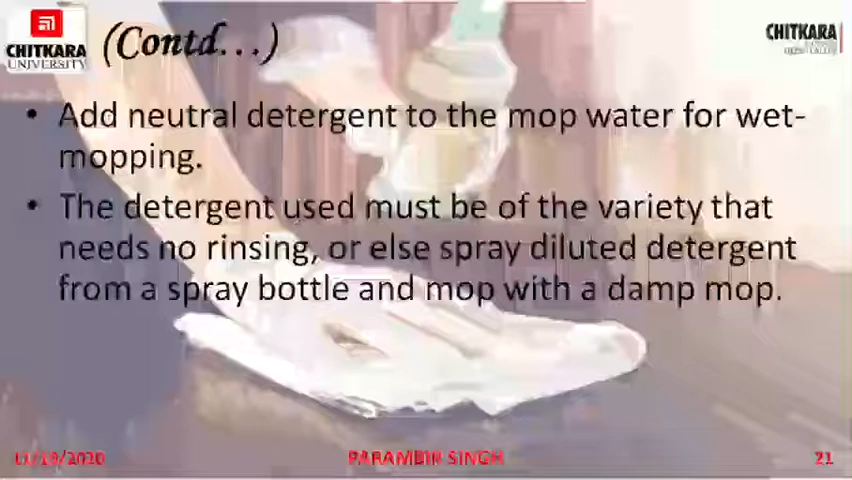 (Contd...)
CHITKARA
UNIVERSITY
CHITKARA
• Add neutral detergent to the mop water for wet-
mopping.
• The detergent used must be of the variety that
needs no rinsing, or else spray diluted detergent
from a spray bottle and mop with a damp mop.
PARAMBIR SINGH
21